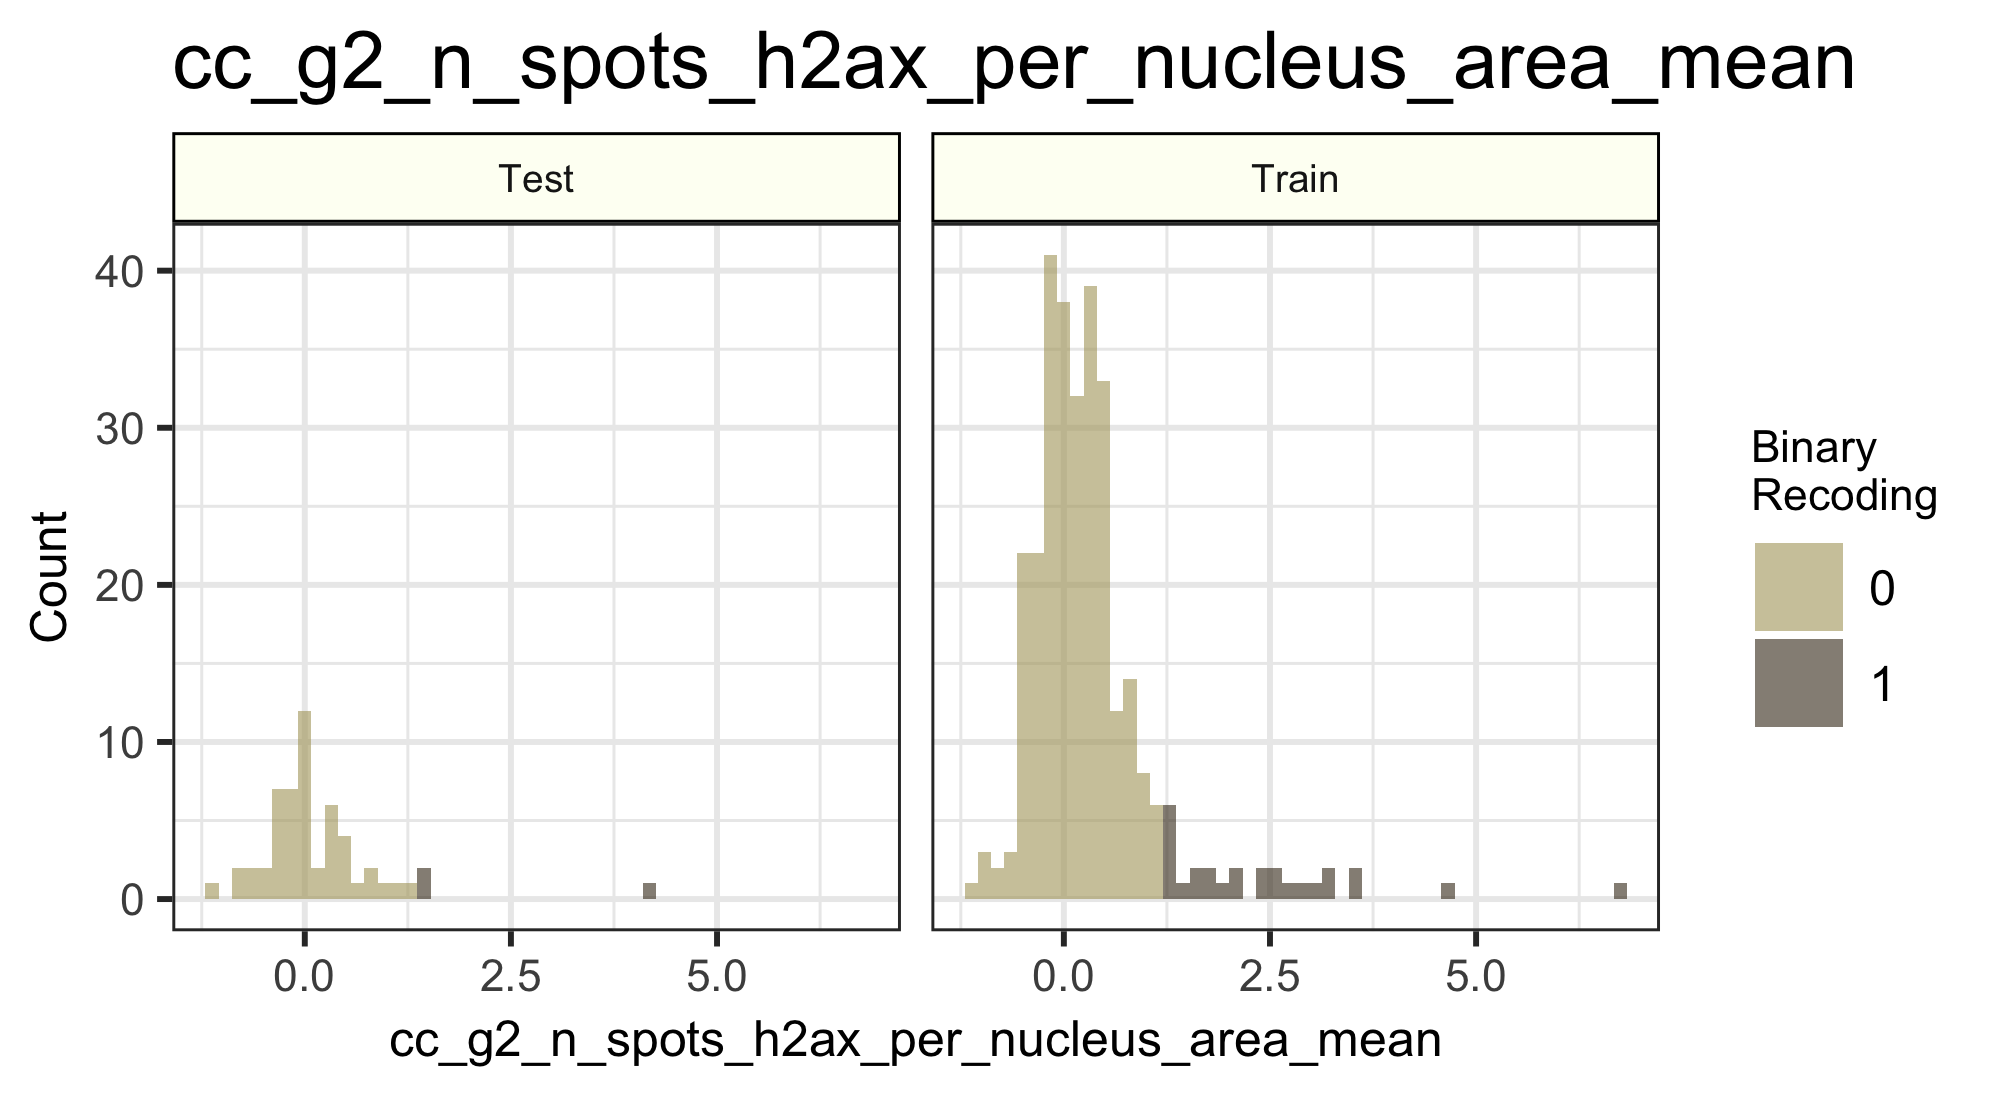 cc_g2_n_spots_h2ax_per_nucleus_area_mean
Test
Train
40
30
20
10
0
Count
0.0
2.5
5.0
0.0
2.5
5.0
cc_g2_n_spots_h2ax_per_nucleus_area_mean
Binary
Recoding
0
1